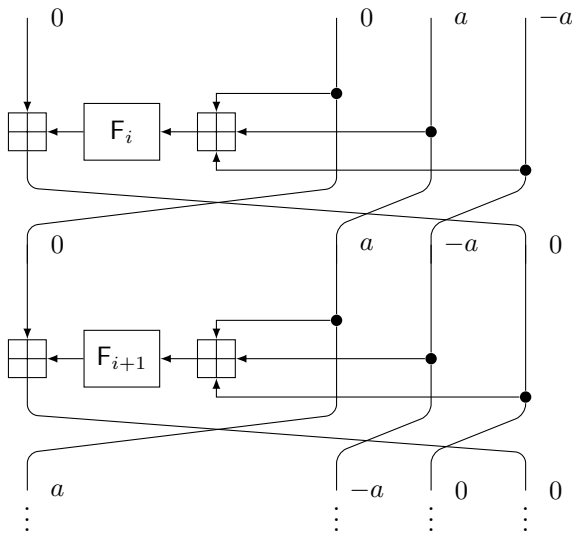 0 0 a −a
F_i
0 a −a 0
F_{i+1}
a −a 0 0
⋮ ⋮ ⋮ ⋮